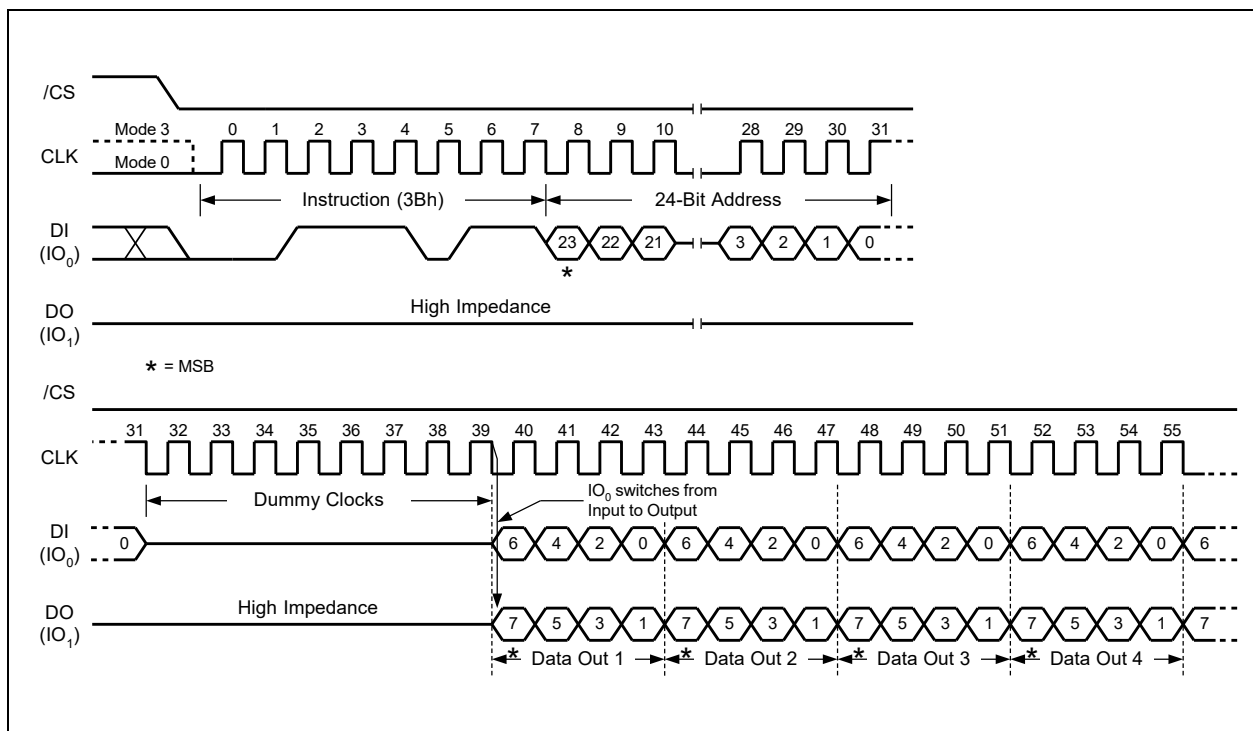 /CS
Mode 3 0 1 2 3 4 5 6 7 8 9 10 28 29 30 31
CLK
Mode 0
Instruction (3Bh) 24-Bit Address
DI
(IO0) 23 22 21 3 2 1 0
*
High Impedance
DO
(IO1)
* = MSB
/CS
31 32 33 34 35 36 37 38 39 40 41 42 43 44 45 46 47 48 49 50 51 52 53 54 55
CLK
Dummy Clocks
IO0 switches from
Input to Output
DI
(IO0) 0 6 4 2 0 6 4 2 0 6 4 2 0 6 4 2 0 6
DO
(IO1) High Impedance 7 5 3 1 7 5 3 1 7 5 3 1 7 5 3 1 7
* Data Out 1 * Data Out 2 * Data Out 3 * Data Out 4